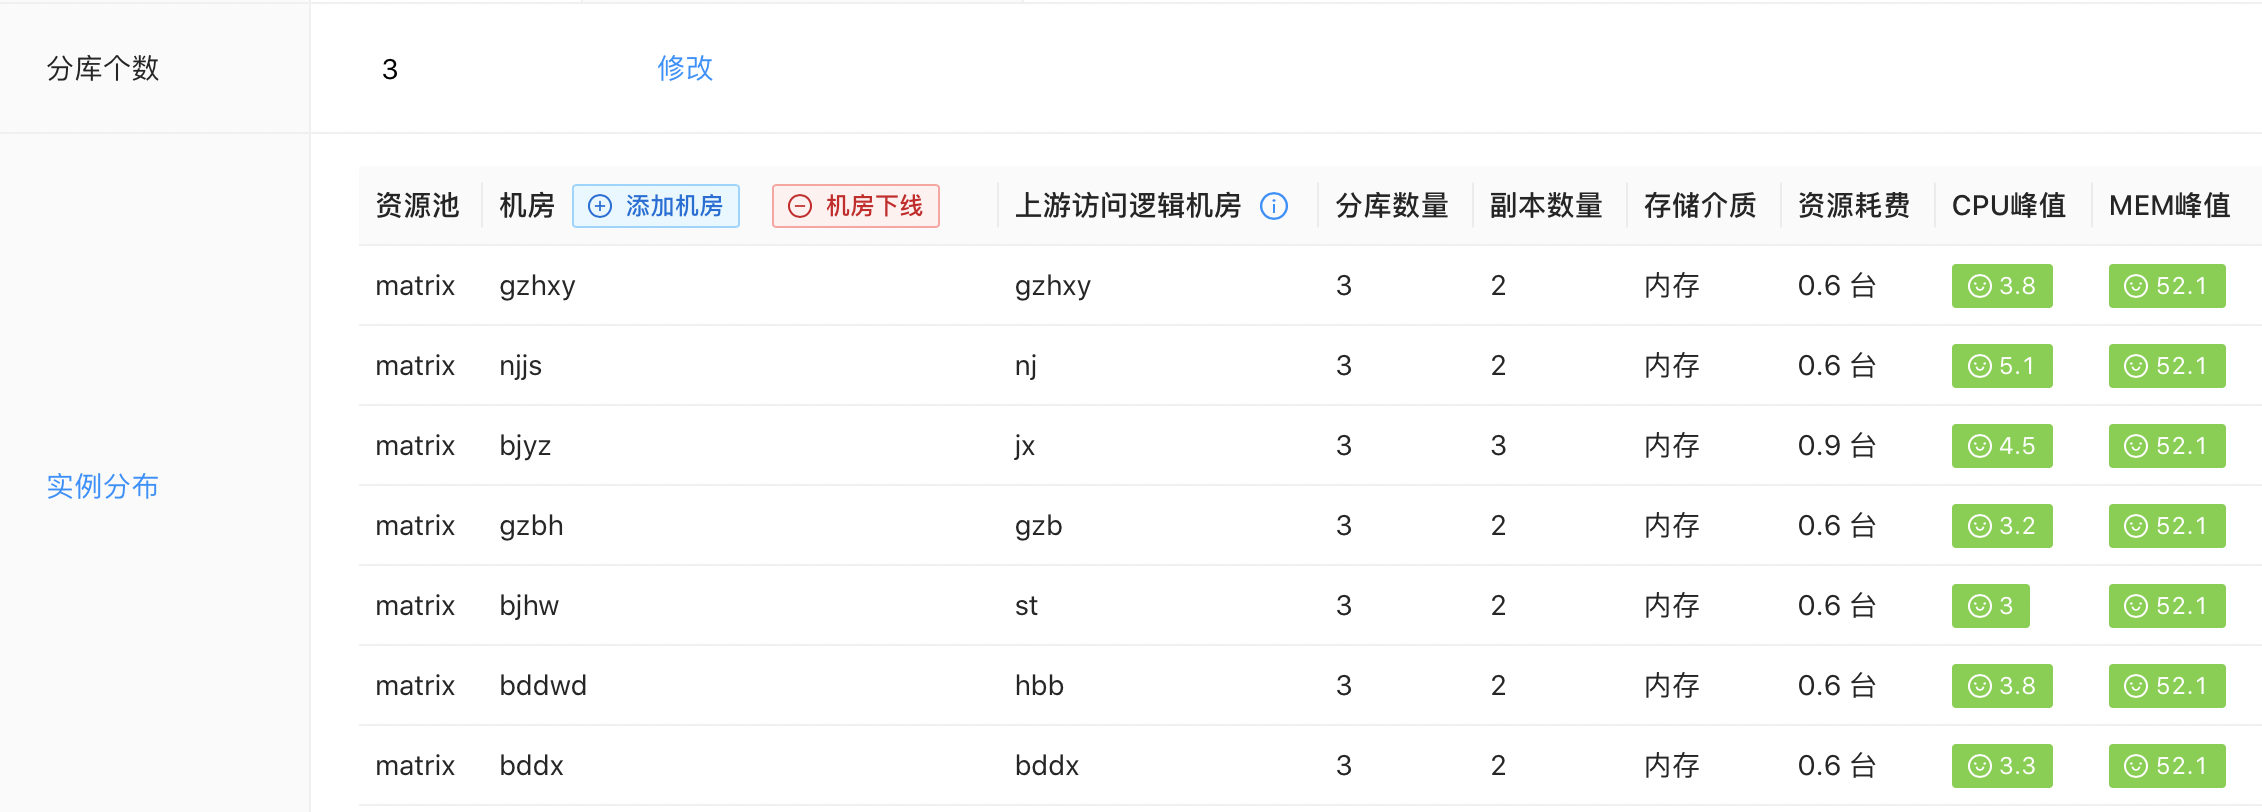 分库个数 3 修改
资源池 机房 添加机房 机房下线 上游访问逻辑机房 分库数量 副本数量 存储介质 资源耗费 CPU峰值 MEM峰值
matrix gzhxy gzhxy 3 2 内存 0.6 台 3.8 52.1
matrix njjs nj 3 2 内存 0.6 台 5.1 52.1
matrix bjyz jx 3 3 内存 0.9 台 4.5 52.1
实例分布
matrix gzbh gzb 3 2 内存 0.6 台 3.2 52.1
matrix bjhw st 3 2 内存 0.6 台 3 52.1
matrix bddwd hbb 3 2 内存 0.6 台 3.8 52.1
matrix bddx bddx 3 2 内存 0.6 台 3.3 52.1